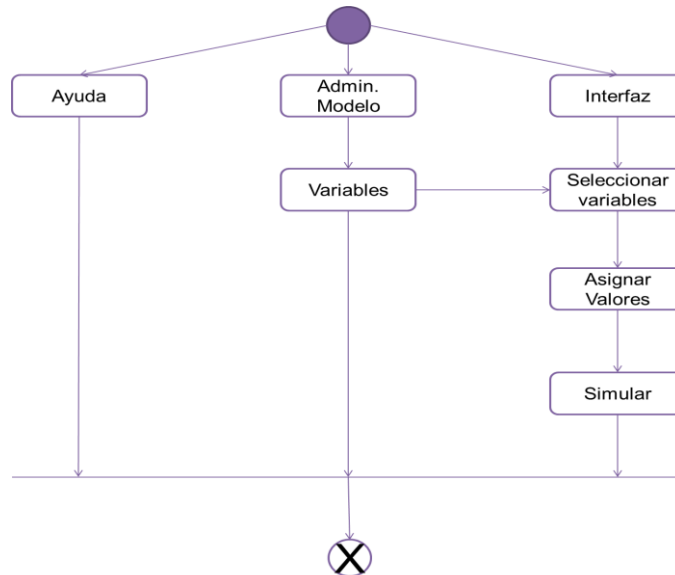 Ayuda
Admin.
Modelo
Interfaz
Variables
Seleccionar
variables
Asignar
Valores
Simular
X